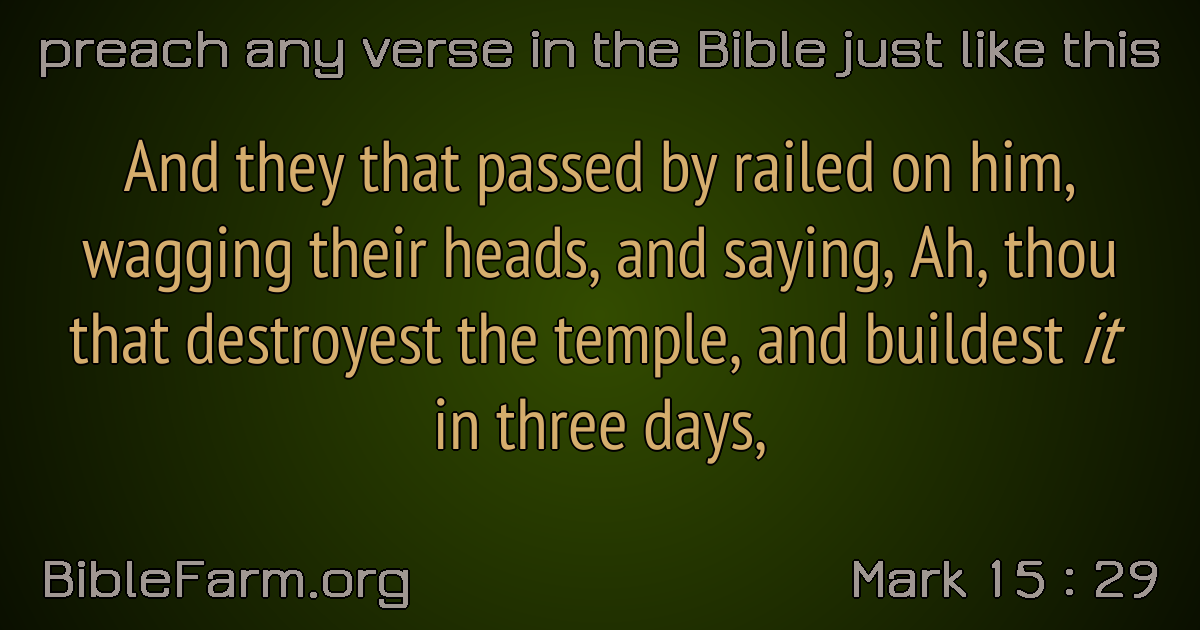 preach any verse in the Bible just like this
And they that passed by railed on him,
wagging their heads, and saying, Ah, thou
that destroyest the temple, and buildest it
in three days,
BibleFarm.org
Mark 15 : 29